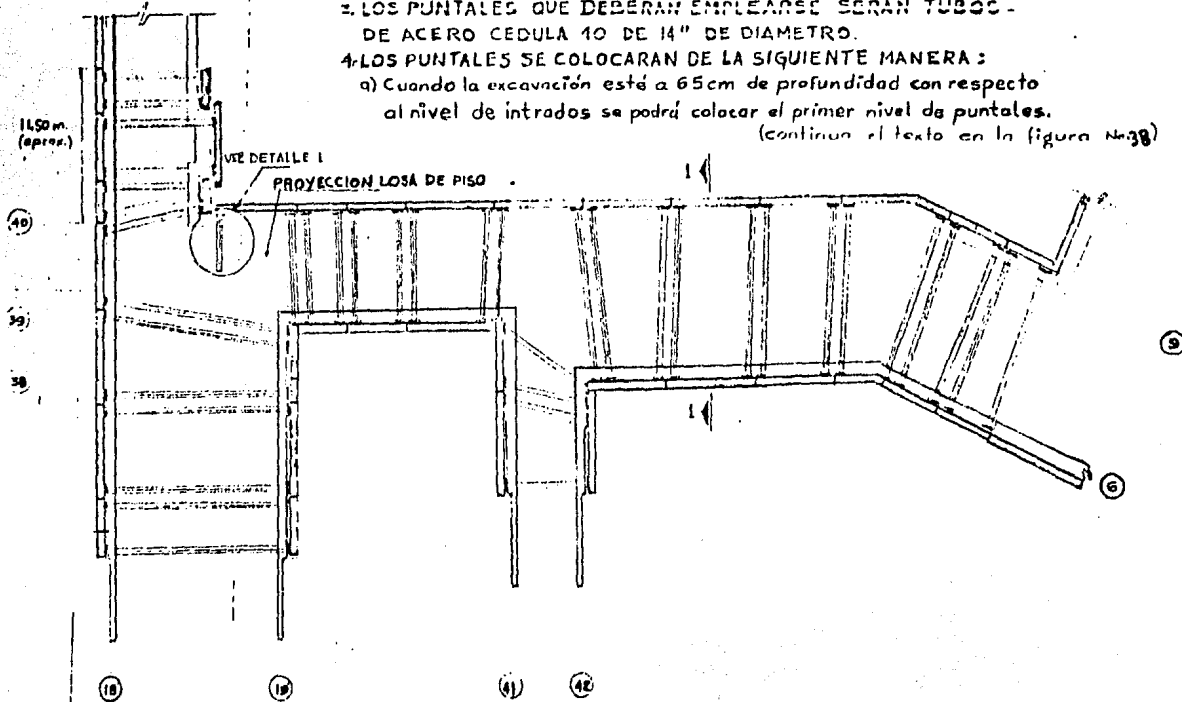 LOS PUNTALES QUE DEBERAN EMPLEARSE SERAN TUBOS-
DE ACERO CEDULA 40 DE 14" DE DIAMETRO.
4.LOS PUNTALES SE COLOCARAN DE LA SIGUIENTE MANERA:
a) Cuando la excavación esté a 65cm de profundidad con respecto
al nivel de intrados se podrá colocar el primer nivel de puntales.
(continua el texto en la figura No.38)
11,50 m.
(aprox.)
VER DETALLE 1
PROYECCION LOSA DE PISO
1
40
39
9
38
1
6
18
19
41
42